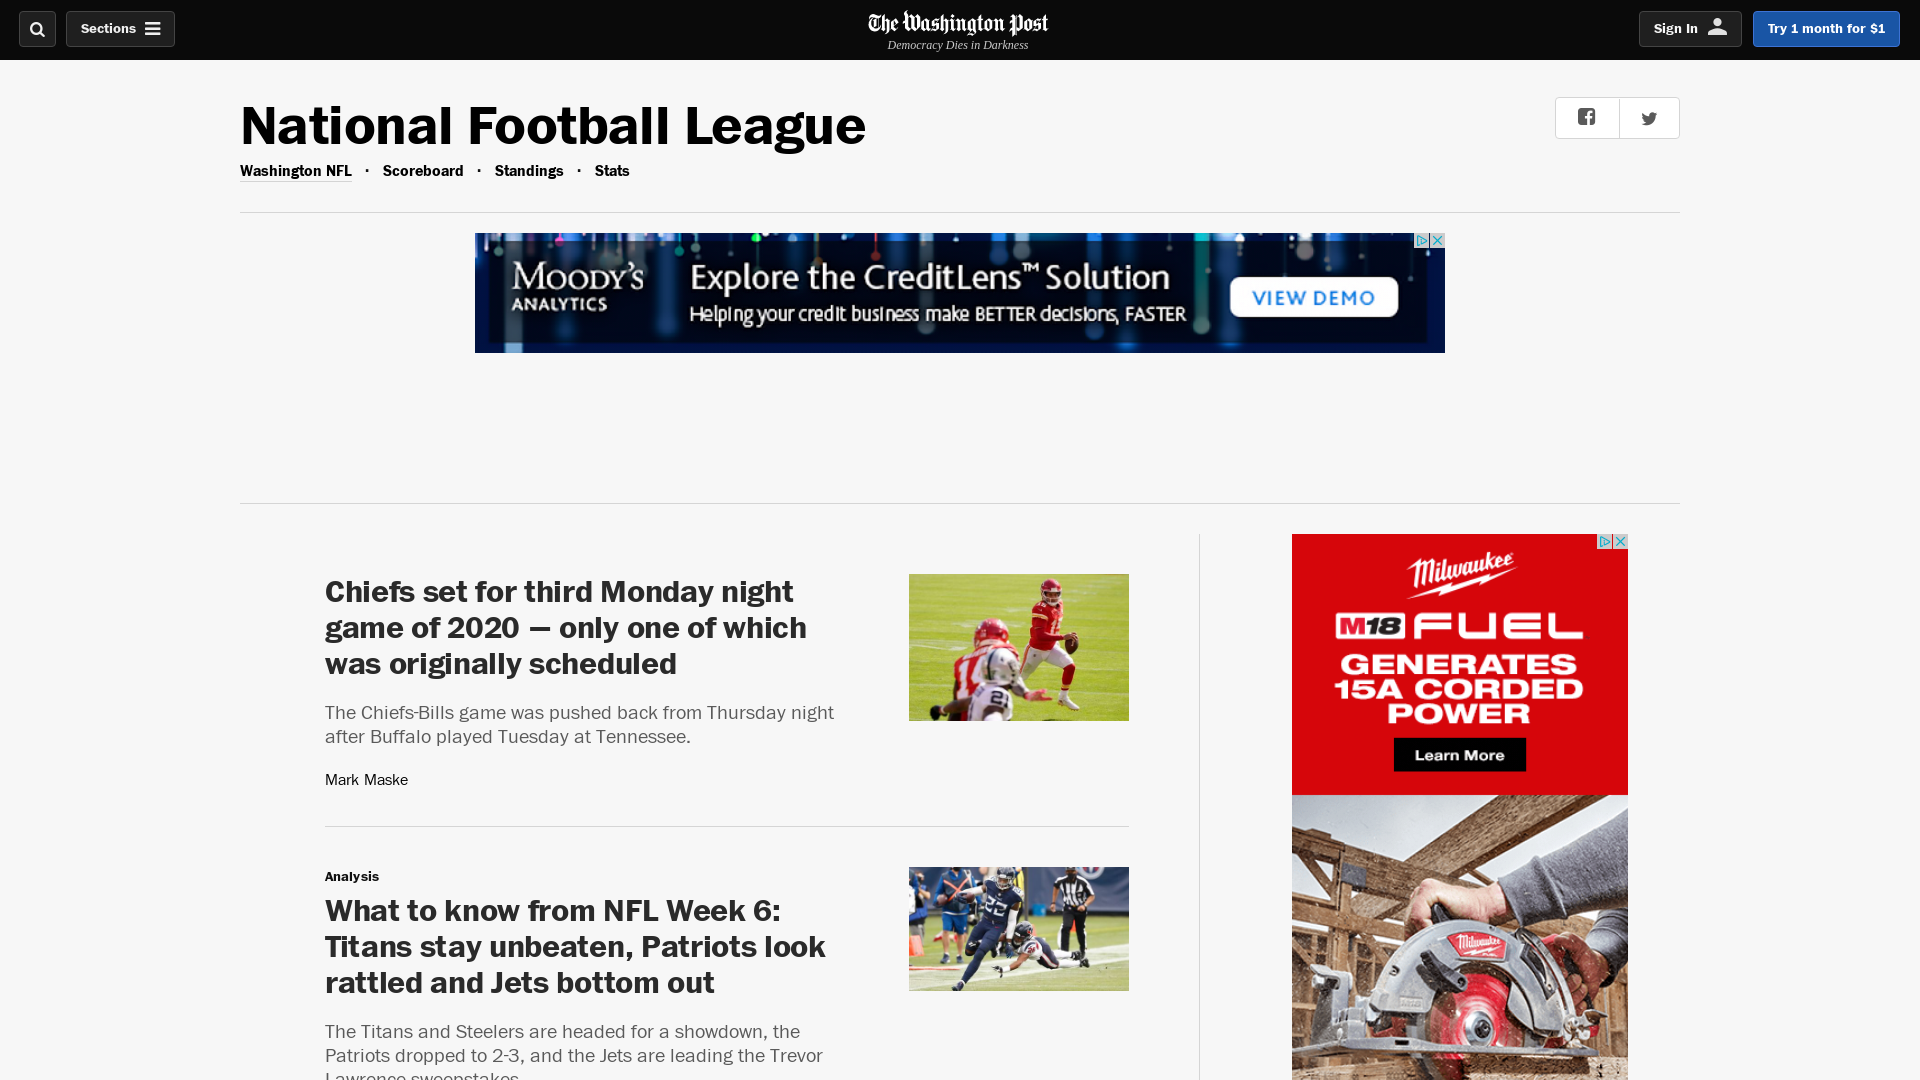 Sections
The Washington Post
Democracy Dies in Darkness
Sign In
Try 1 month for $1
National Football League
Washington NFL · Scoreboard · Standings · Stats
MOODY'S
ANALYTICS
Explore the CreditLens™ Solution
Helping your credit business make BETTER decisions, FASTER
VIEW DEMO
Chiefs set for third Monday night
game of 2020 — only one of which
was originally scheduled
The Chiefs-Bills game was pushed back from Thursday night
after Buffalo played Tuesday at Tennessee.
Mark Maske
Analysis
What to know from NFL Week 6:
Titans stay unbeaten, Patriots look
rattled and Jets bottom out
The Titans and Steelers are headed for a showdown, the
Patriots dropped to 2-3, and the Jets are leading the Trevor
Lawrence sweepstakes.
22
Milwaukee
M18 FUEL
GENERATES
15A CORDED
POWER
Learn More
Milwaukee